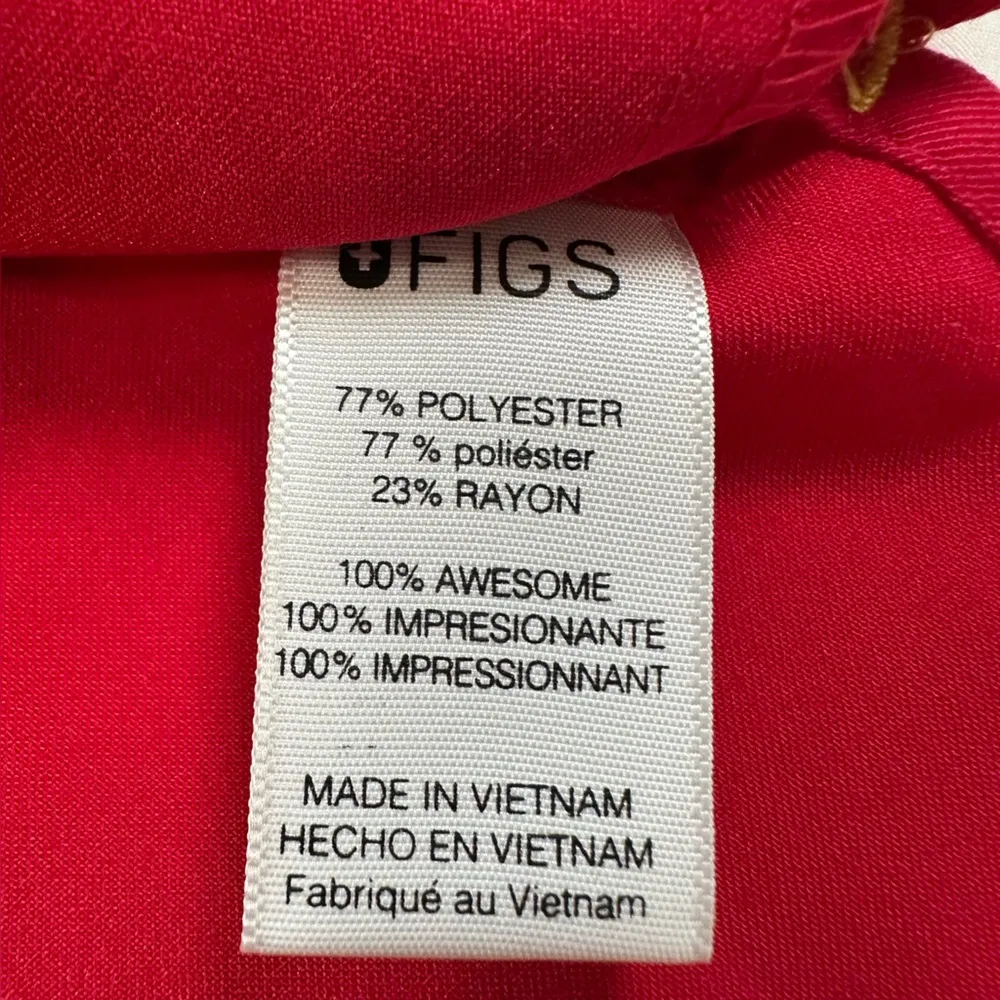 FIGS
77% POLYESTER
77 % poliéster
23% RAYON
100% AWESOME
100% IMPRESIONANTE
100% IMPRESSIONNANT
MADE IN VIETNAM
HECHO EN VIETNAM
Fabriqué au Vietnam